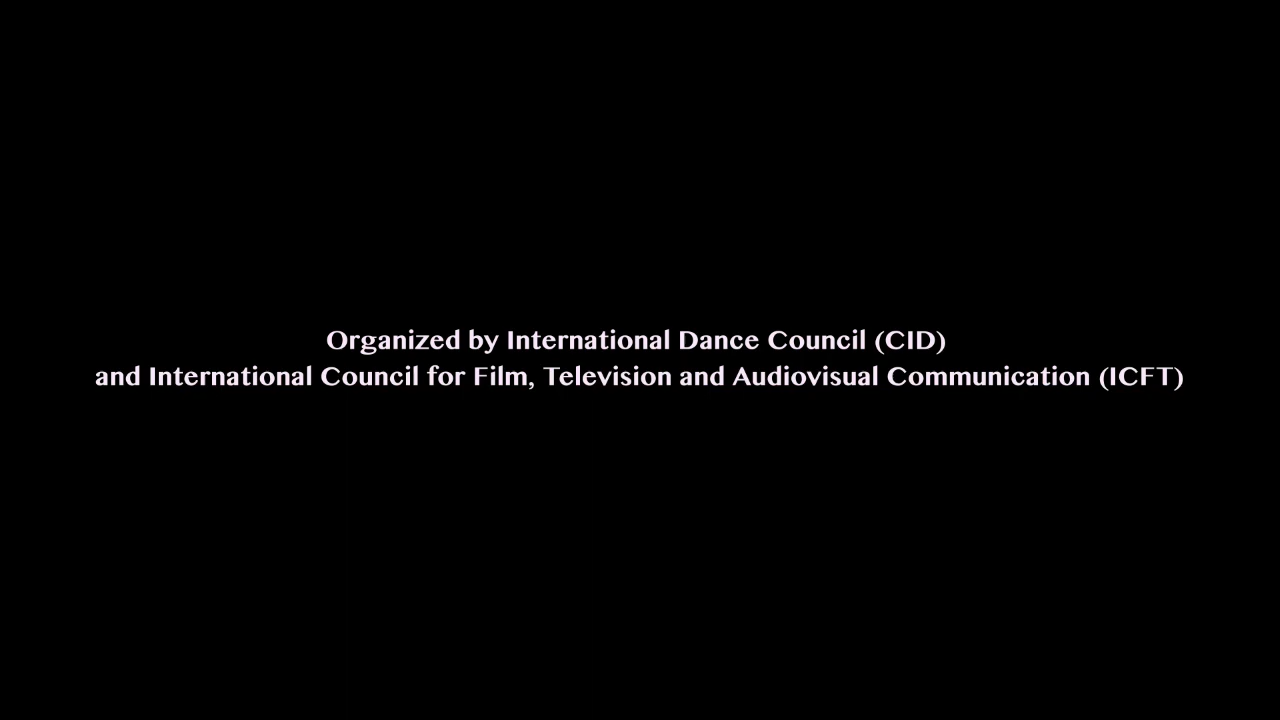 Organized by International Dance Council (CID)
and International Council for Film, Television and Audiovisual Communication (ICFT)